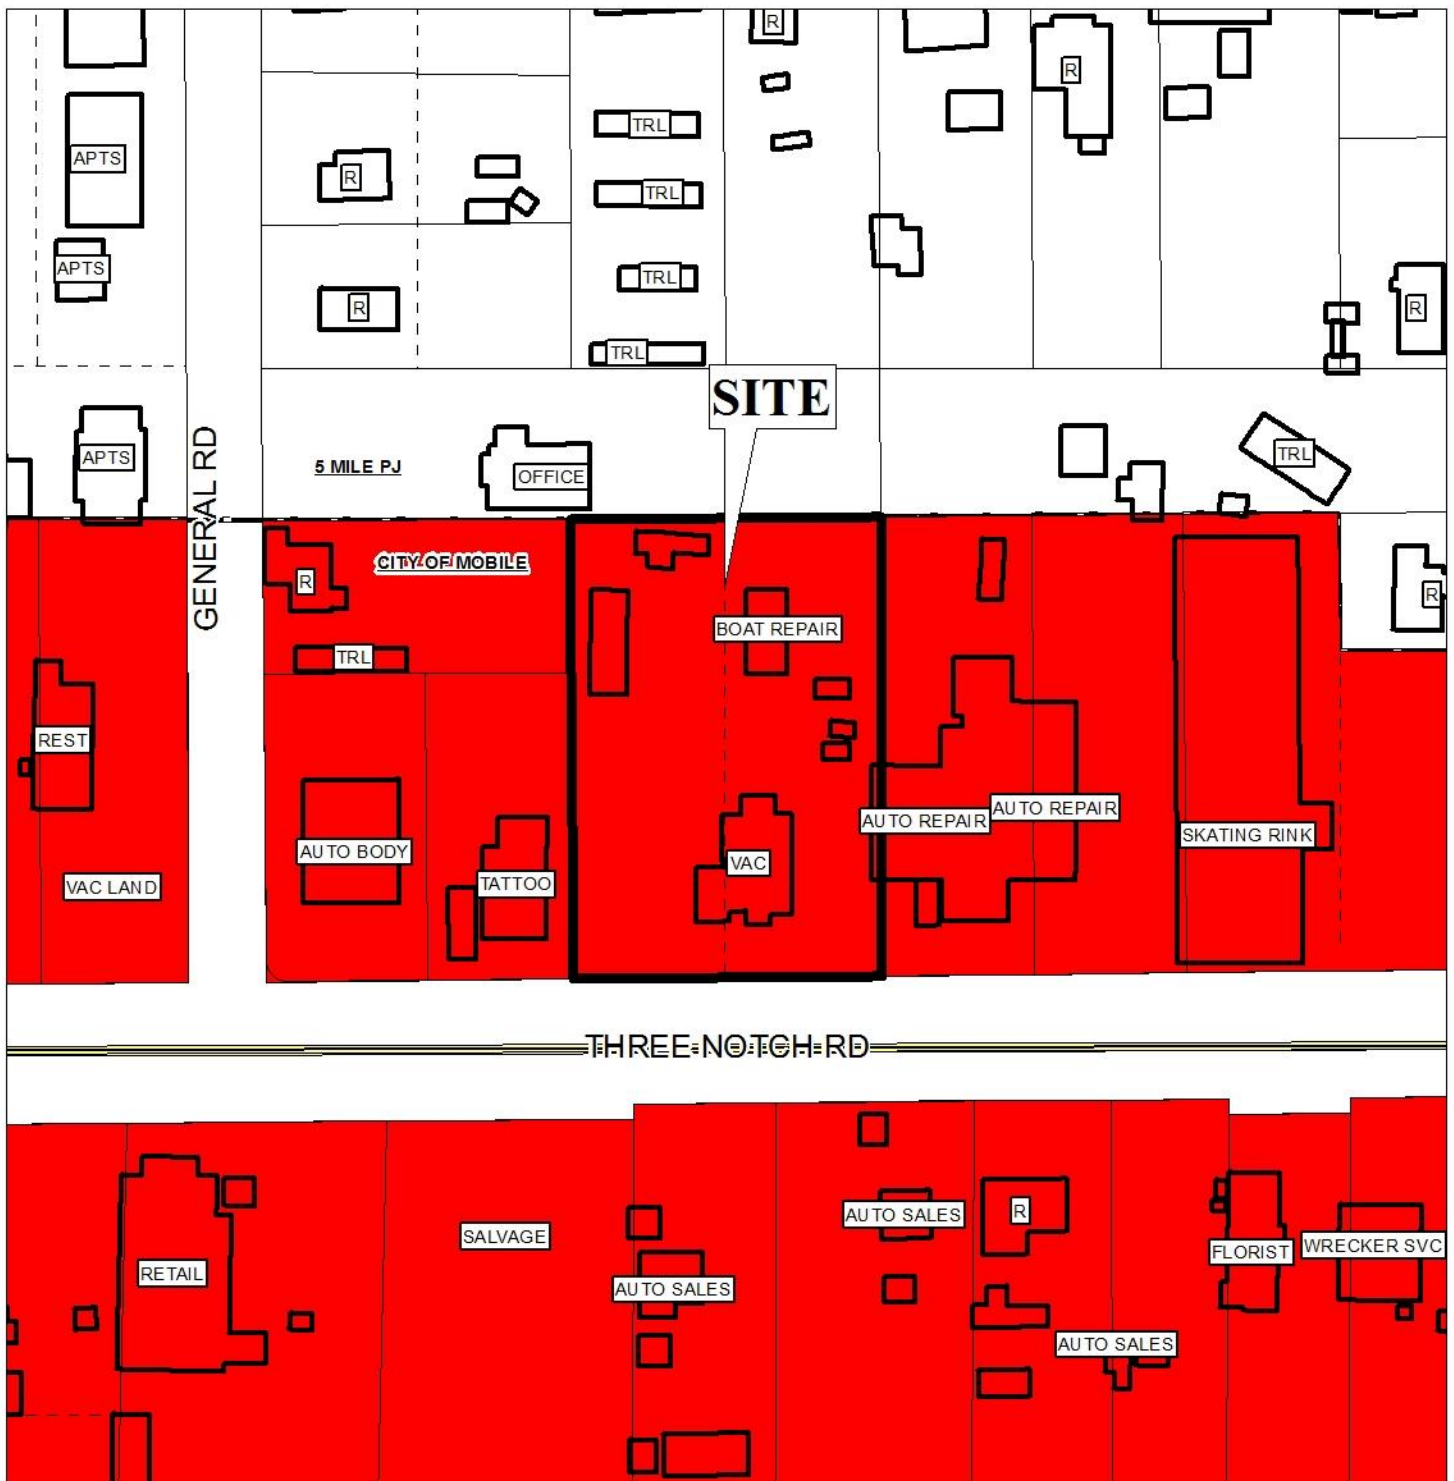 R
R
TRL
APTS
R
TRL
APTS
TRL
R
R
TRL
SITE
APTS
GENERAL RD
5 MILE PJ
OFFICE
TRL
CITY OF MOBILE
R
R
BOAT REPAIR
TRL
REST
AUTO REPAIR
AUTO REPAIR
SKATING RINK
AUTO BODY
VAC
TATTOO
VAC LAND
THREE NOTCH RD
AUTO SALES
R
SALVAGE
FLORIST
WRECKER SVC
RETAIL
AUTO SALES
AUTO SALES